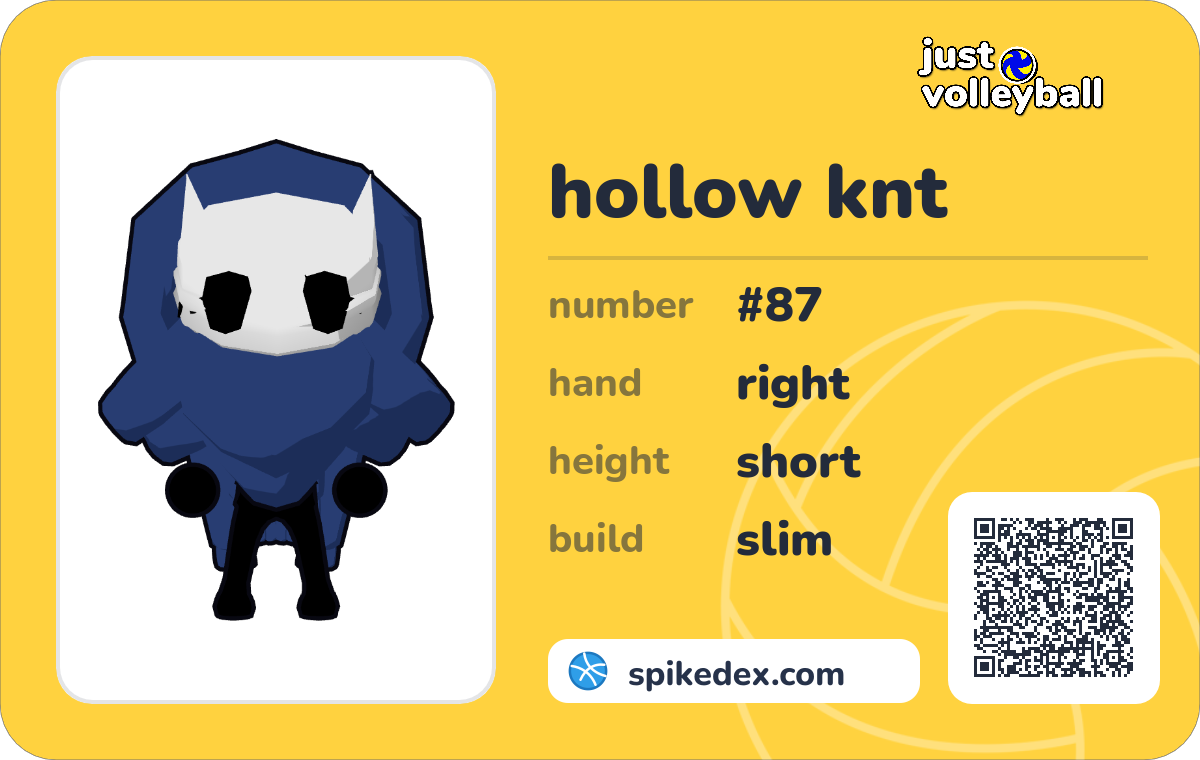 just
volleyball
hollow knt
number #87
hand right
height short
build slim
spikedex.com